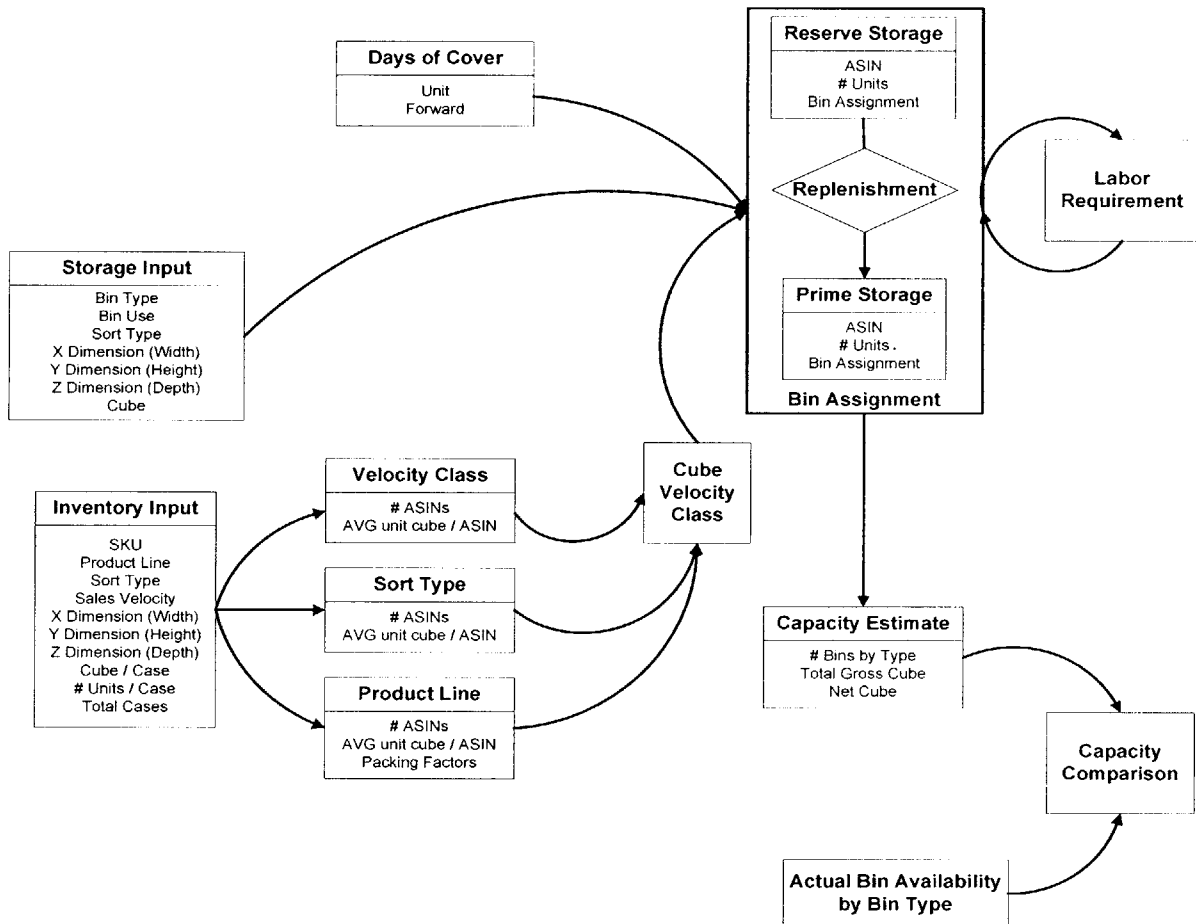 Days of Cover
Unit
Forward
Reserve Storage
ASIN
# Units
Bin Assignment
Replenishment
Prime Storage
ASIN
# Units .
Bin Assignment
Bin Assignment
Labor
Requirement
Storage Input
Bin Type
Bin Use
Sort Type
X Dimension (Width)
Y Dimension (Height)
Z Dimension (Depth)
Cube
Inventory Input
SKU
Product Line
Sort Type
Sales Velocity
X Dimension (Width)
Y Dimension (Height)
Z Dimension (Depth)
Cube / Case
# Units / Case
Total Cases
Velocity Class
# ASINs
AVG unit cube / ASIN
Sort Type
# ASINs
AVG unit cube / ASIN
Product Line
# ASINs
AVG unit cube / ASIN
Packing Factors
Cube
Velocity
Class
Capacity Estimate
# Bins by Type
Total Gross Cube
Net Cube
Capacity
Comparison
Actual Bin Availability
by Bin Type